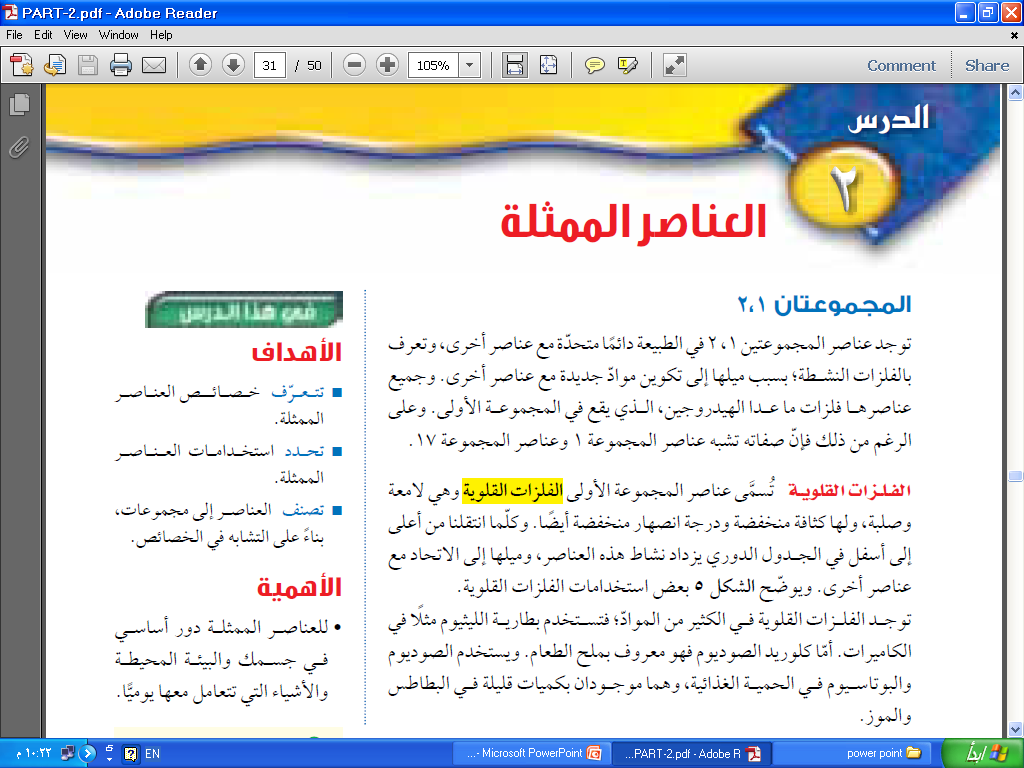 PART-2.pdf - Adobe Reader
File Edit View Window Help
31 / 50 105% Comment Share
الدرس
٢
العناصر الممثلة
المجموعتان ٢،١
توجد عناصر المجموعتين ٢،١ في الطبيعة دائمًا متحدّة مع عناصر أخرى، وتعرف
بالفلزات النشطة؛ بسبب ميلها إلى تكوين موادّ جديدة مع عناصر أخرى. وجميع
عناصرها فلزات ما عدا الهيدروجين، الذي يقع في المجموعة الأولى. وعلى
الرغم من ذلك فإنّ صفاته تشبه عناصر المجموعة ١ وعناصر المجموعة ١٧.
الفلزات القلوية تُسمَّى عناصر المجموعة الأولى الفلزات القلوية وهي لامعة
وصلبة، ولها كثافة منخفضة ودرجة انصهار منخفضة أيضًا. وكلّما انتقلنا من أعلى
إلى أسفل في الجدول الدوري يزداد نشاط هذه العناصر، وميلها إلى الاتحاد مع
عناصر أخرى. ويوضّح الشكل ٥ بعض استخدامات الفلزات القلوية.
توجد الفلزات القلوية في الكثير من الموادّ؛ فتستخدم بطارية الليثيوم مثلًا في
الكاميرات. أمّا كلوريد الصوديوم فهو معروف بملح الطعام. ويستخدم الصوديوم
والبوتاسيوم في الحمية الغذائية، وهما موجودان بكميات قليلة في البطاطس
والموز.
في هذا الدرس
الأهداف
■ تتعرّف خصائص العناصر
الممثلة.
■ تحدد استخدامات العناصر
الممثلة.
■ تصنف العناصر إلى مجموعات،
بناءً على التشابه في الخصائص.
الأهمية
• للعناصر الممثلة دور أساسي
في جسمك والبيئة المحيطة
والأشياء التي تتعامل معها يوميًّا.
ابدأ
power point
PART-2.pdf - Adobe R...
Microsoft PowerPoint - ...
EN
١٠:٢٢ م